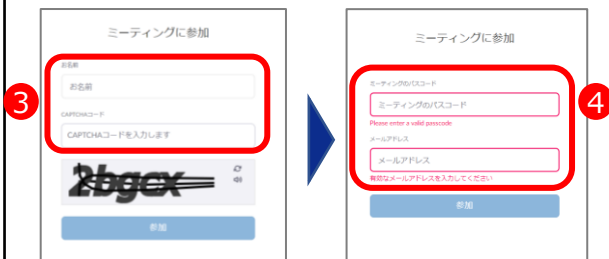 ミーティングに参加
お名前
お名前
CAPTCHAコード
CAPTCHAコードを入力します
2bgcx
参加
3
ミーティングに参加
ミーティングのパスコード
ミーティングのパスコード
Please enter a valid passcode
メールアドレス
メールアドレス
有効なメールアドレスを入力してください
参加
4